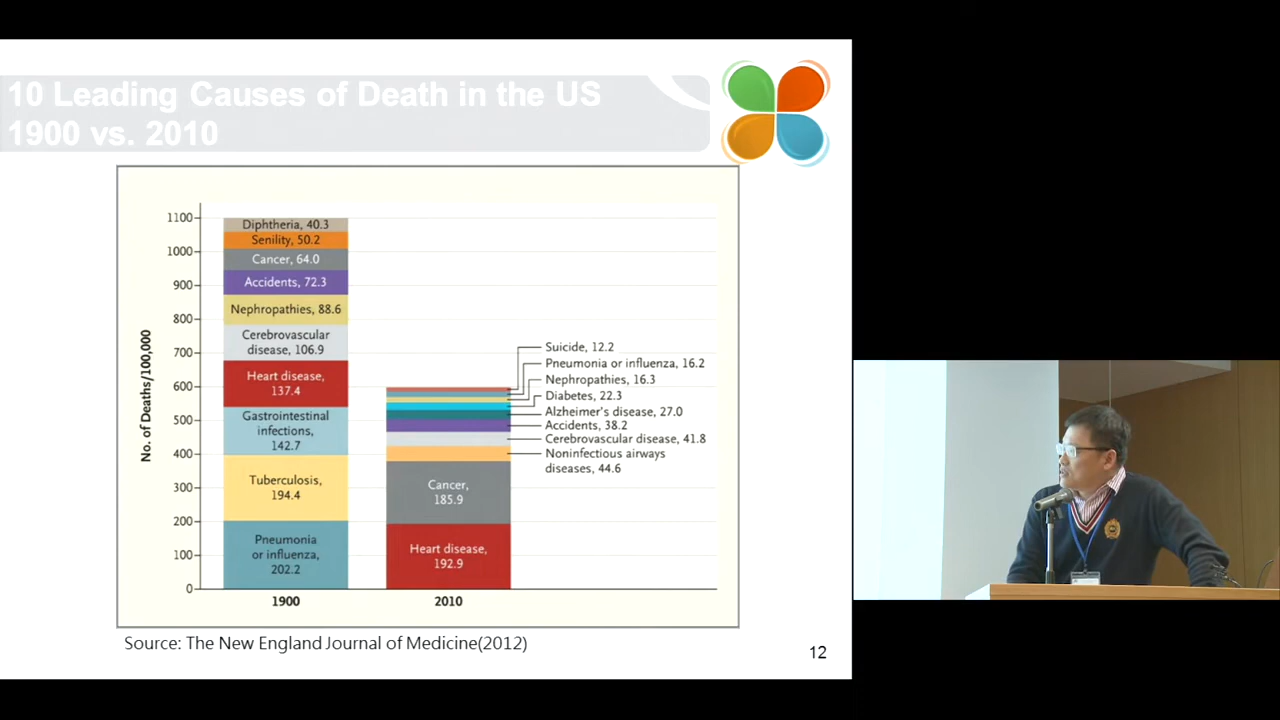 10 Leading Causes of Death in the US
1900 vs. 2010
1100
1000
900
800
700
600
500
400
300
200
100
0
No. of Deaths/100,000
Diphtheria, 40.3
Senility, 50.2
Cancer, 64.0
Accidents, 72.3
Nephropathies, 88.6
Cerebrovascular
disease, 106.9
Heart disease,
137.4
Gastrointestinal
infections,
142.7
Tuberculosis,
194.4
Pneumonia
or influenza,
202.2
Suicide, 12.2
Pneumonia or influenza, 16.2
Nephropathies, 16.3
Diabetes, 22.3
Alzheimer's disease, 27.0
Accidents, 38.2
Cerebrovascular disease, 41.8
Noninfectious airways
diseases, 44.6
Cancer,
185.9
Heart disease,
192.9
1900
2010
Source: The New England Journal of Medicine(2012)
12